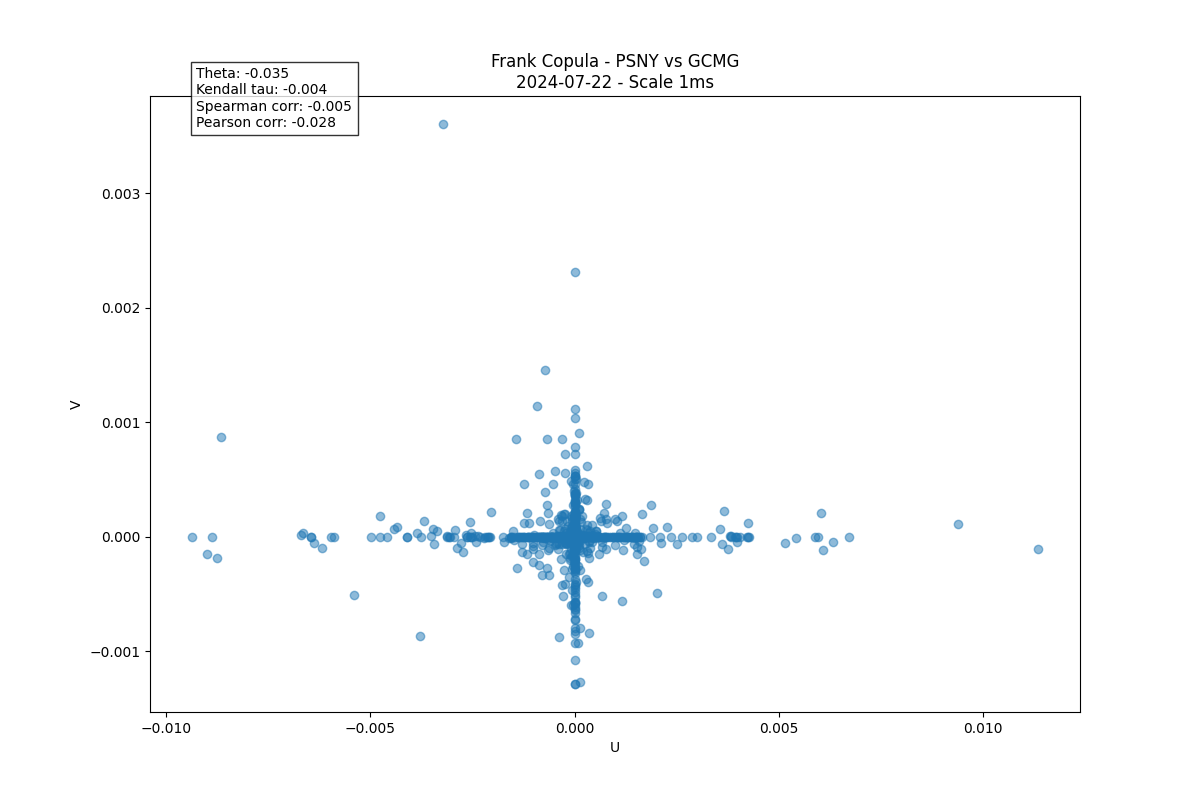 Frank Copula - PSNY vs GCMG
2024-07-22 - Scale 1ms
Theta: -0.035
Kendall tau: -0.004
Spearman corr: -0.005
Pearson corr: -0.028
0.003
0.002
0.001
0.000
−0.001
V
−0.010
−0.005
0.000
0.005
0.010
U